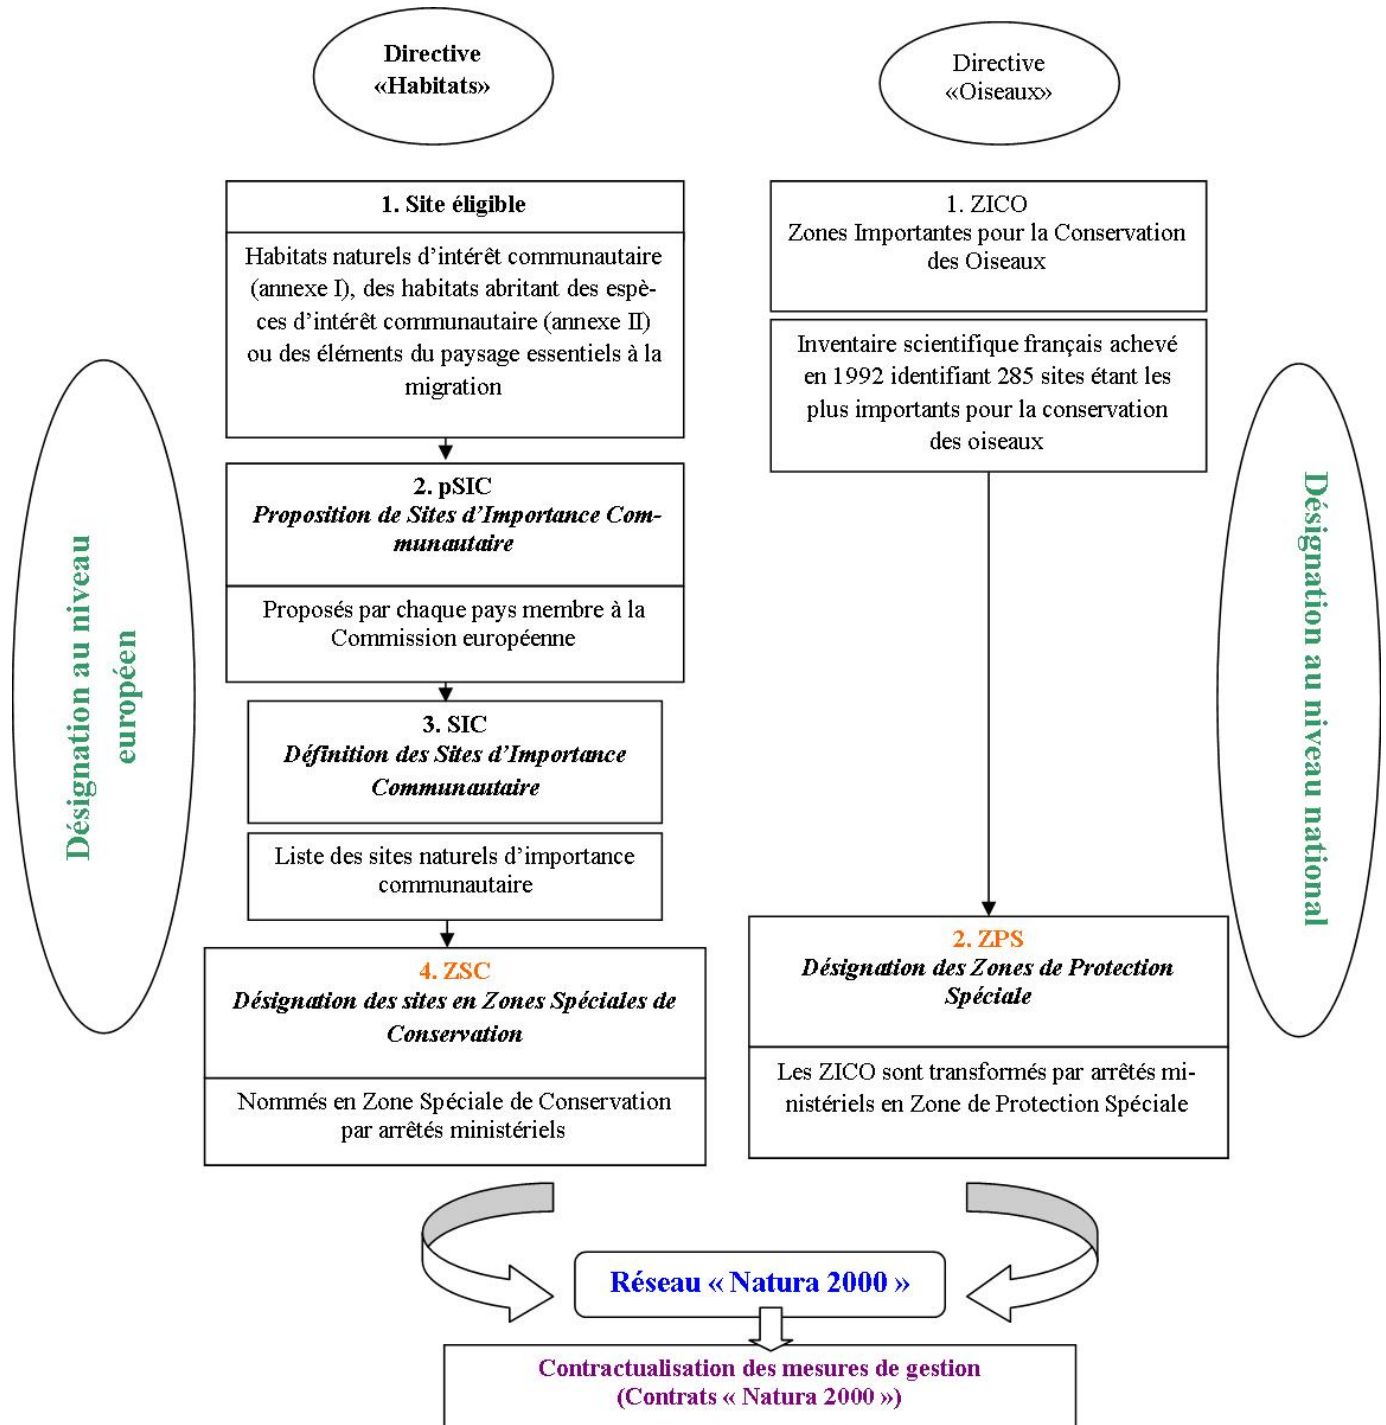 Directive
«Habitats»
Directive
«Oiseaux»
1. Site éligible
Habitats naturels d’intérêt communautaire
(annexe I), des habitats abritant des espè-
ces d’intérêt communautaire (annexe II)
ou des éléments du paysage essentiels à la
migration
1. ZICO
Zones Importantes pour la Conservation
des Oiseaux
Inventaire scientifique français achevé
en 1992 identifiant 285 sites étant les
plus importants pour la conservation
des oiseaux
Désignation au niveau
européen
Désignation au niveau national
2. pSIC
Proposition de Sites d’Importance Com-
munautaire
Proposés par chaque pays membre à la
Commission européenne
3. SIC
Définition des Sites d’Importance
Communautaire
Liste des sites naturels d’importance
communautaire
4. ZSC
Désignation des sites en Zones Spéciales de
Conservation
Nommés en Zone Spéciale de Conservation
par arrêtés ministériels
2. ZPS
Désignation des Zones de Protection
Spéciale
Les ZICO sont transformés par arrêtés mi-
nistériels en Zone de Protection Spéciale
Réseau « Natura 2000 »
Contractualisation des mesures de gestion
(Contrats « Natura 2000 »)